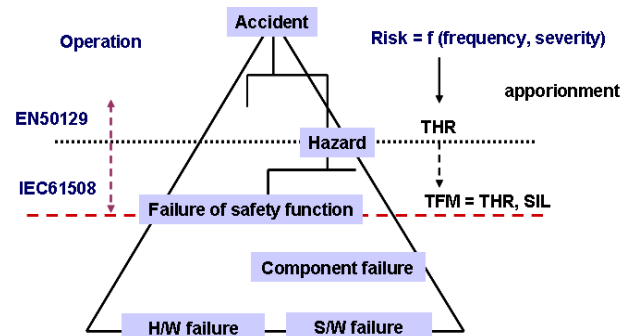 Accident
Operation
Risk = f (frequency, severity)
apporionment
EN50129
THR
Hazard
IEC61508
TFM = THR, SIL
Failure of safety function
Component failure
H/W failure
S/W failure